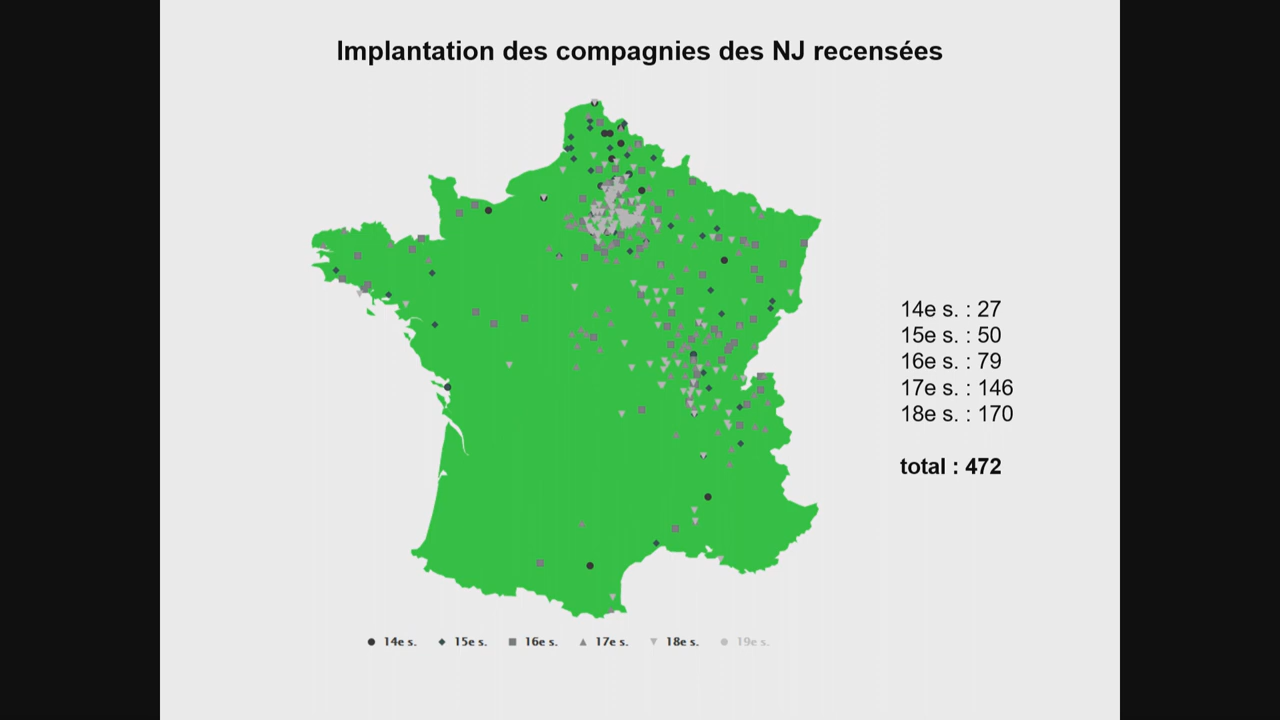 Implantation des compagnies des NJ recensées
14e s. : 27
15e s. : 50
16e s. : 79
17e s. : 146
18e s. : 170
total : 472
14e s. 15e s. 16e s. 17e s. 18e s. 19e s.